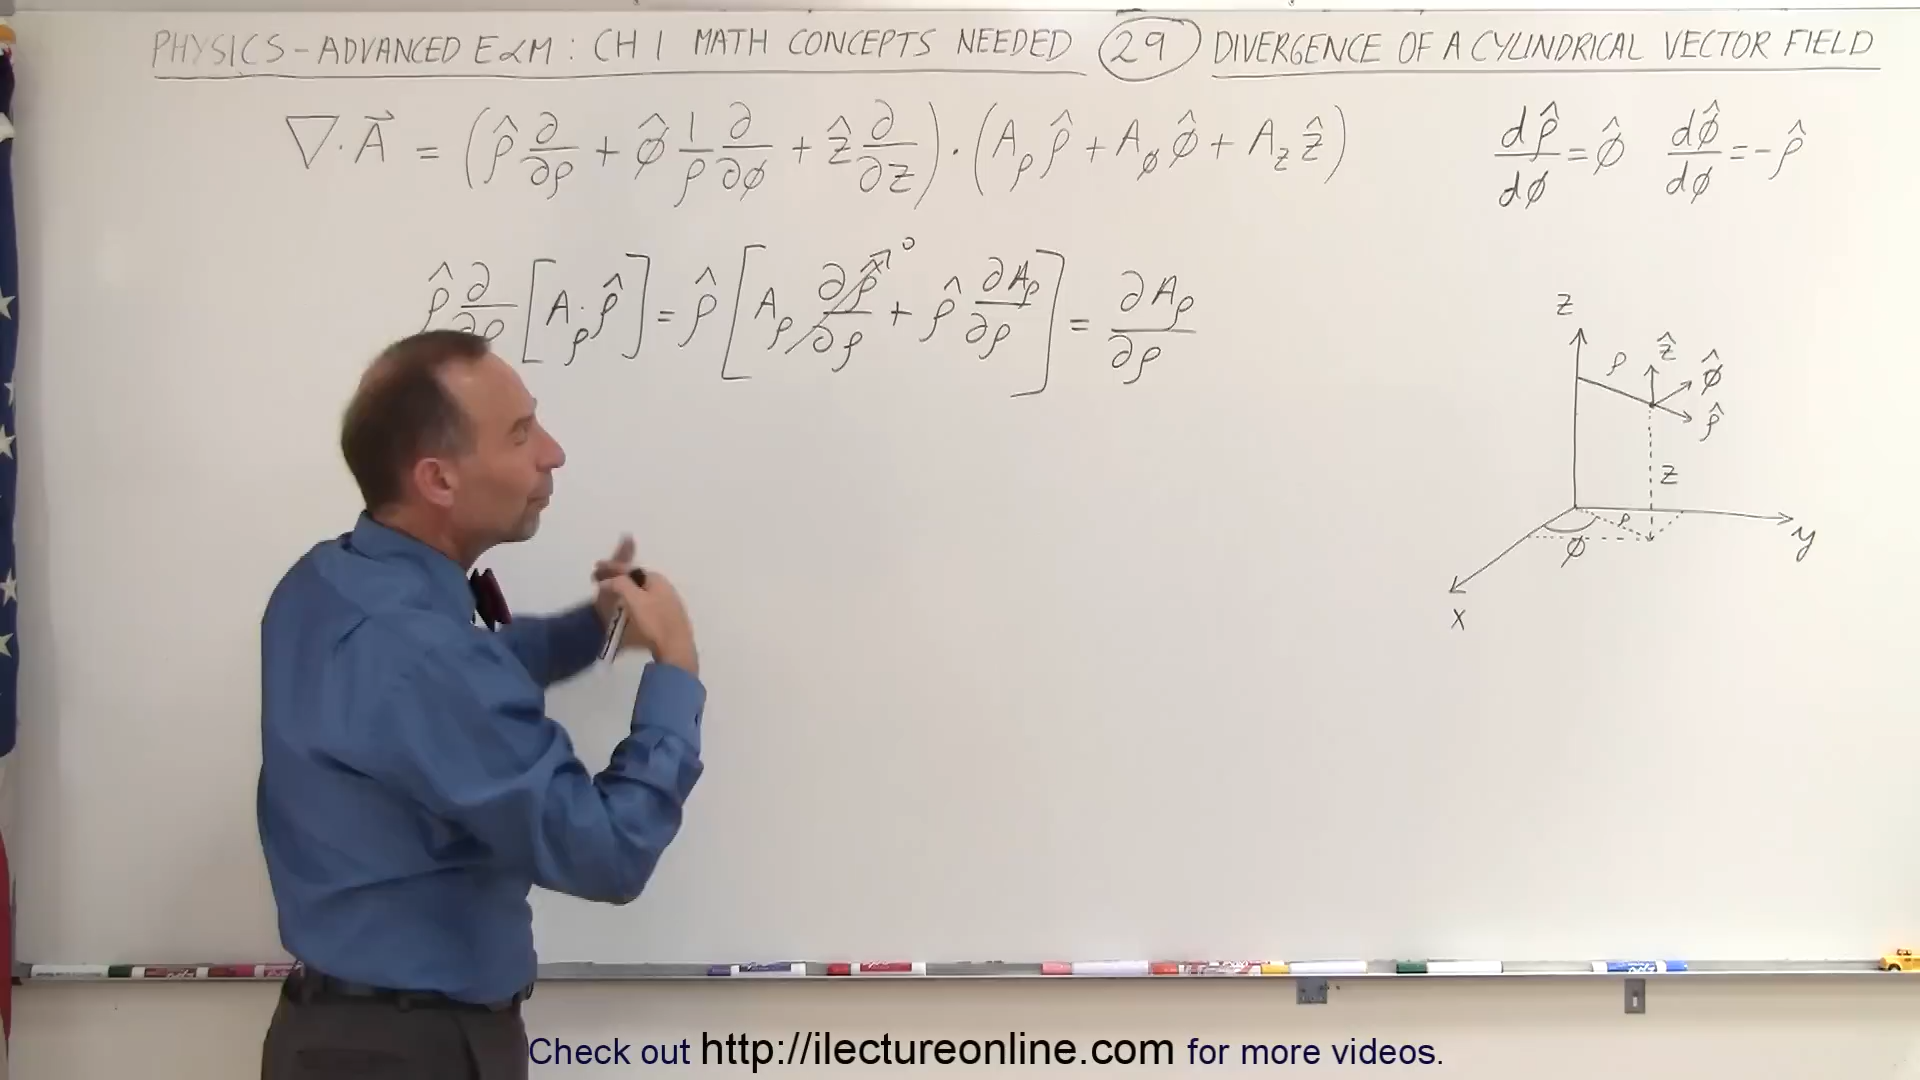 PHYSICS - ADVANCED E&M : CH 1 MATH CONCEPTS NEEDED (29) DIVERGENCE OF A CYLINDRICAL VECTOR FIELD
∇·A⃗ = (ρ̂ ∂/∂ρ + φ̂ 1/ρ ∂/∂φ + ẑ ∂/∂z) · (A_ρ ρ̂ + A_φ φ̂ + A_z ẑ)
dρ̂/dφ = φ̂ dφ̂/dφ = -ρ̂
ρ̂ ∂/∂ρ [A_ρ · ρ̂] = ρ̂ [A_ρ ∂ρ̂/∂ρ 0 + ρ̂ ∂A_ρ/∂ρ] = ∂A_ρ/∂ρ
z
ρ ẑ φ̂
ρ̂
z
ρ
φ y
x
Check out http://ilectureonline.com for more videos.